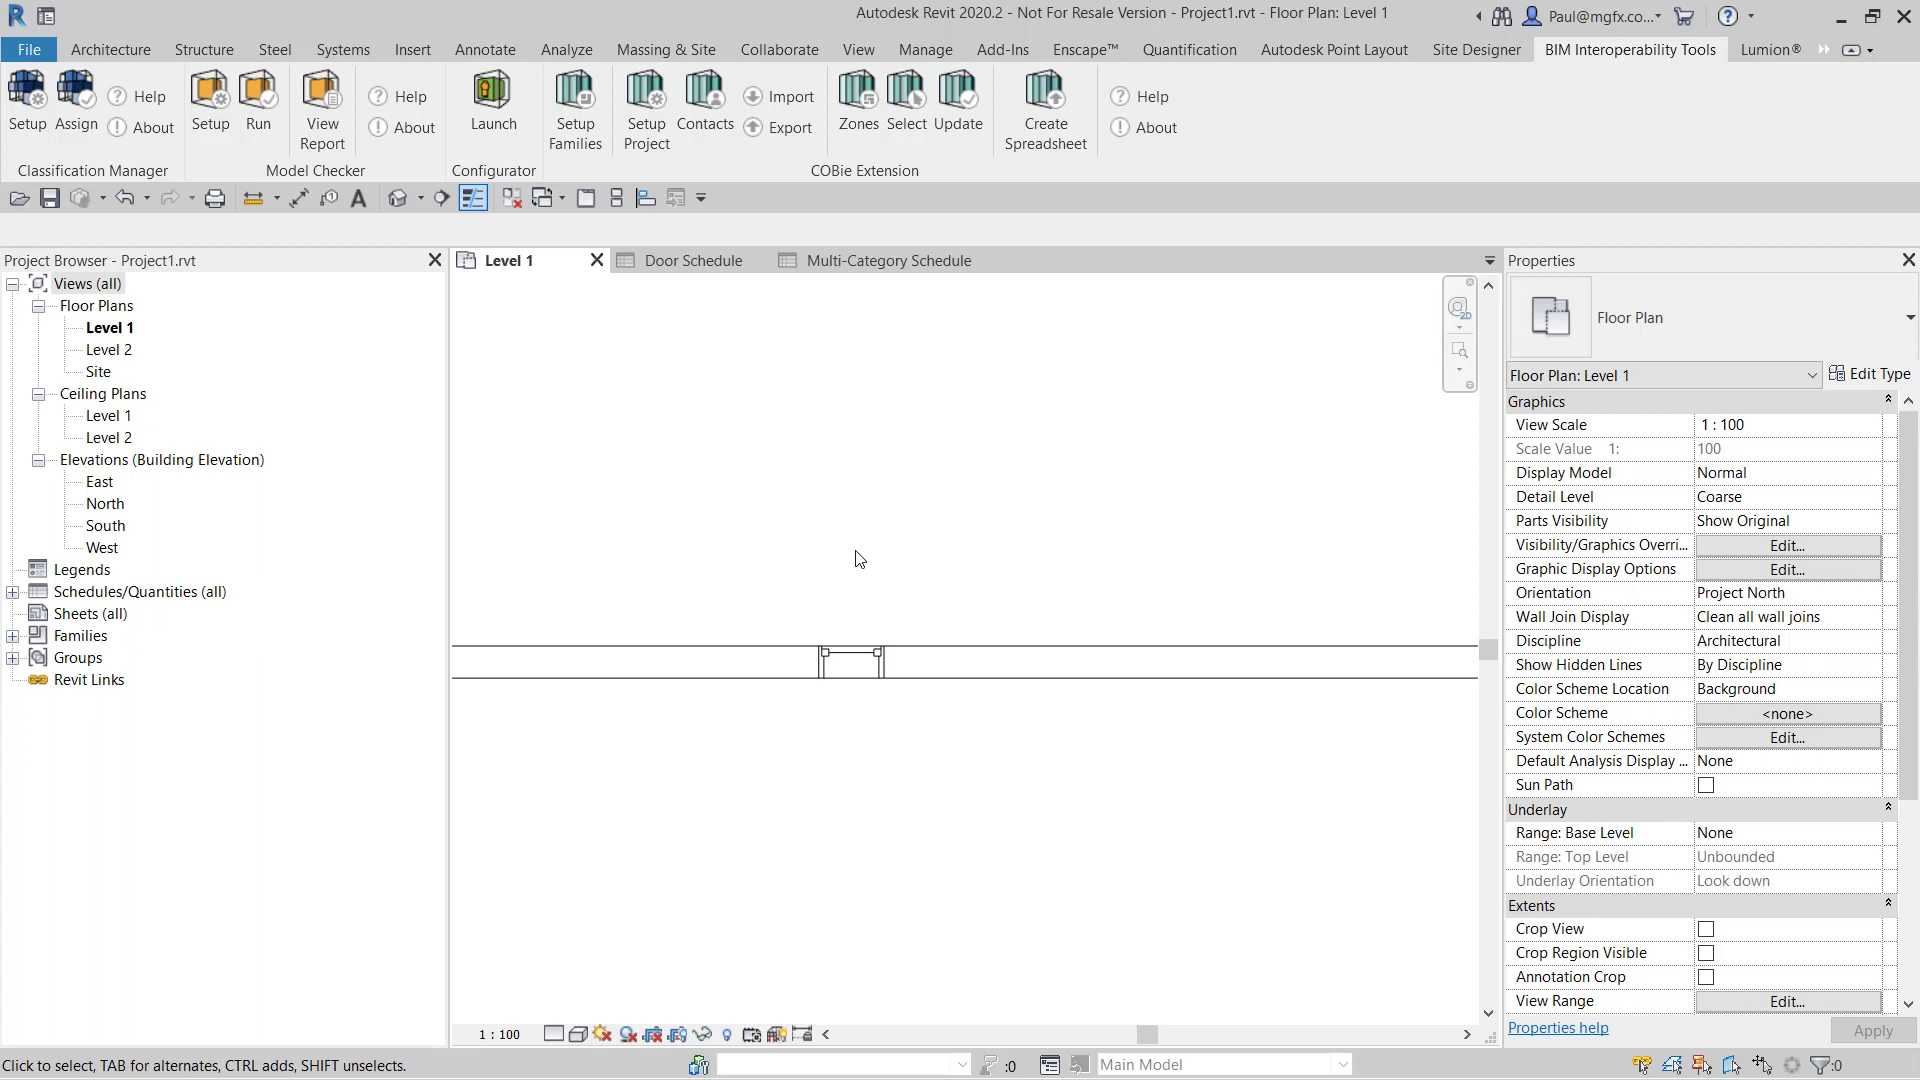 Autodesk Revit 2020.2 - Not For Resale Version - Project1.rvt - Floor Plan: Level 1
Paul@mgfx.co...
File Architecture Structure Steel Systems Insert Annotate Analyze Massing & Site Collaborate View Manage Add-Ins Enscape™ Quantification Autodesk Point Layout Site Designer BIM Interoperability Tools Lumion®
Setup Assign Help About
Classification Manager
Setup Run View Report Help About
Model Checker
Launch
Configurator
Setup Families Setup Project Contacts Import Export Zones Select Update Create Spreadsheet Help About
COBie Extension
Project Browser - Project1.rvt
Views (all)
Floor Plans
Level 1
Level 2
Site
Ceiling Plans
Level 1
Level 2
Elevations (Building Elevation)
East
North
South
West
Legends
Schedules/Quantities (all)
Sheets (all)
Families
Groups
Revit Links
Level 1 Door Schedule Multi-Category Schedule
2D
1 : 100
Properties
Floor Plan
Floor Plan: Level 1 Edit Type
Graphics
View Scale 1 : 100
Scale Value 1: 100
Display Model Normal
Detail Level Coarse
Parts Visibility Show Original
Visibility/Graphics Overri... Edit...
Graphic Display Options Edit...
Orientation Project North
Wall Join Display Clean all wall joins
Discipline Architectural
Show Hidden Lines By Discipline
Color Scheme Location Background
Color Scheme <none>
System Color Schemes Edit...
Default Analysis Display ... None
Sun Path
Underlay
Range: Base Level None
Range: Top Level Unbounded
Underlay Orientation Look down
Extents
Crop View
Crop Region Visible
Annotation Crop
View Range Edit...
Properties help Apply
Click to select, TAB for alternates, CTRL adds, SHIFT unselects. :0 Main Model :0